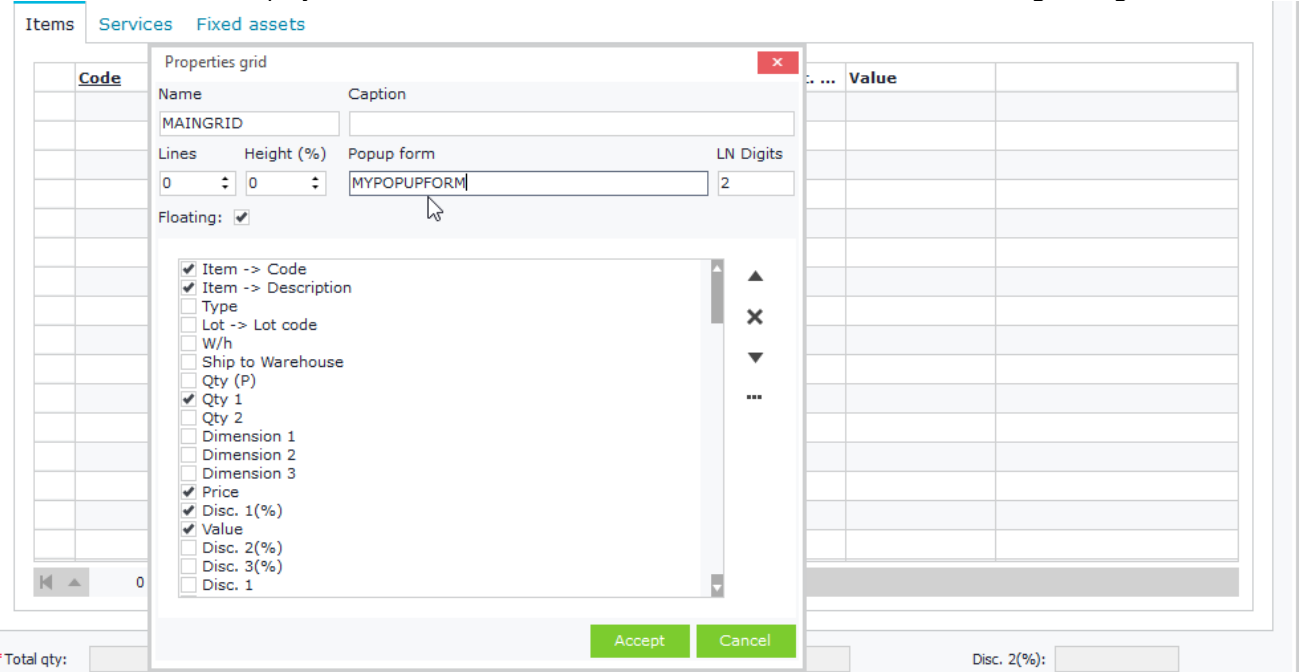 Items Services Fixed assets
Properties grid
Code
. ... Value
Name Caption
MAINGRID
Lines Height (%) Popup form LN Digits
0 0 MYPOPUPFORM 2
Floating:
Item -> Code
Item -> Description
Type
Lot -> Lot code
W/h
Ship to Warehouse
Qty (P)
Qty 1
Qty 2
Dimension 1
Dimension 2
Dimension 3
Price
Disc. 1(%)
Value
Disc. 2(%)
Disc. 3(%)
Disc. 1
0
Accept Cancel
*Total qty: Disc. 2(%):